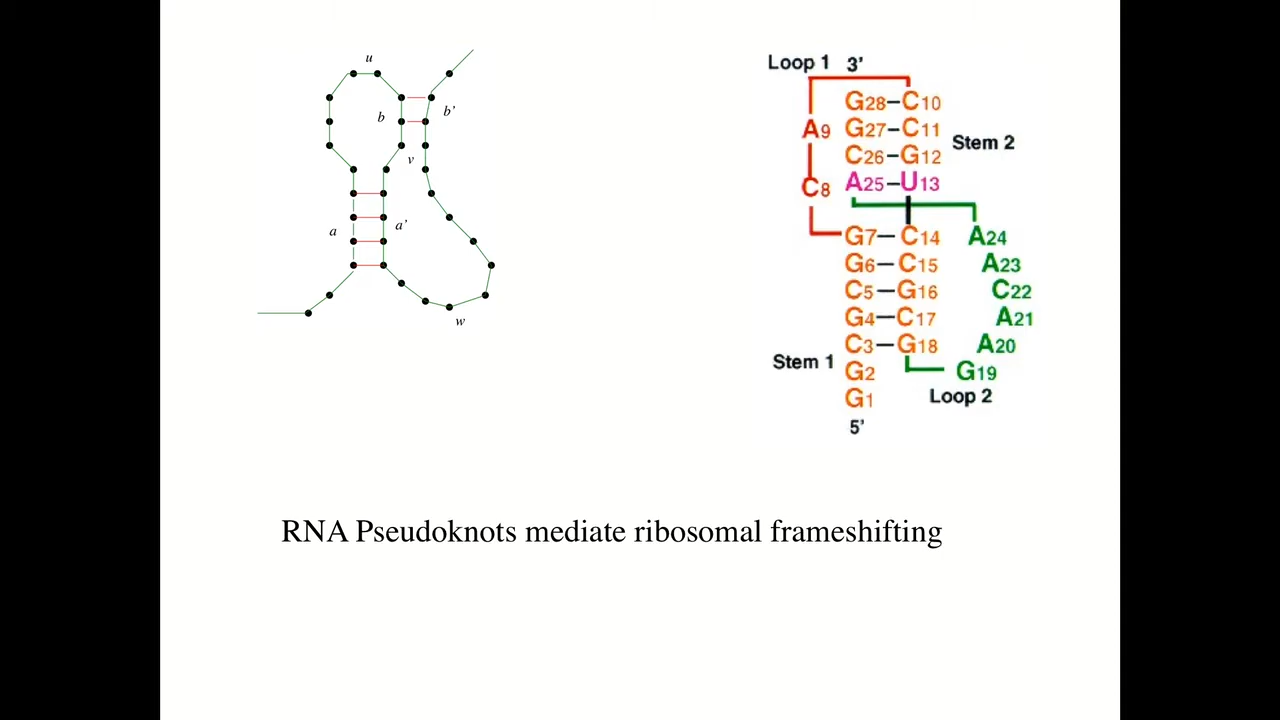 u
b
b'
v
a
a'
w
Loop 1 3'
G28–C10
A9 G27–C11
Stem 2
C26–G12
C8 A25–U13
G7–C14 A24
G6–C15 A23
C5–G16 C22
G4–C17 A21
C3–G18 A20
Stem 1 G2 G19
G1 Loop 2
5'
RNA Pseudoknots mediate ribosomal frameshifting